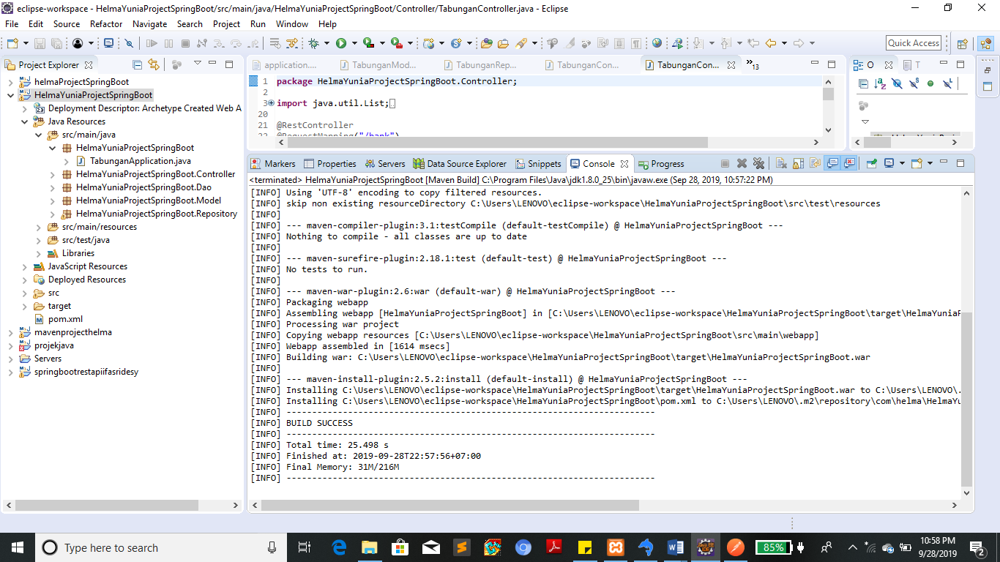 eclipse-workspace - HelmaYuniaProjectSpringBoot/src/main/java/HelmaYuniaProjectSpringBoot/Controller/TabunganController.java - Eclipse
File Edit Source Refactor Navigate Search Project Run Window Help
Quick Access
Project Explorer
helmaProjectSpringBoot
HelmaYuniaProjectSpringBoot
Deployment Descriptor: Archetype Created Web A
Java Resources
src/main/java
HelmaYuniaProjectSpringBoot
TabunganApplication.java
HelmaYuniaProjectSpringBoot.Controller
HelmaYuniaProjectSpringBoot.Dao
HelmaYuniaProjectSpringBoot.Model
HelmaYuniaProjectSpringBoot.Repository
src/main/resources
src/test/java
Libraries
JavaScript Resources
Deployed Resources
src
target
pom.xml
mavenprojecthelma
projekjava
Servers
springbootrestapiifasridesy
application.... TabunganMod... TabunganRep... TabunganCon... TabunganCon... »13
1 package HelmaYuniaProjectSpringBoot.Controller;
2
3 import java.util.List;
20
21 @RestController
22 @RequestMapping("/bank")
O T
Markers Properties Servers Data Source Explorer Snippets Console Progress
<terminated> HelmaYuniaProjectSpringBoot [Maven Build] C:\Program Files\Java\jdk1.8.0_25\bin\javaw.exe (Sep 28, 2019, 10:57:22 PM)
[INFO] Using 'UTF-8' encoding to copy filtered resources.
[INFO] skip non existing resourceDirectory C:\Users\LENOVO\eclipse-workspace\HelmaYuniaProjectSpringBoot\src\test\resources
[INFO]
[INFO] --- maven-compiler-plugin:3.1:testCompile (default-testCompile) @ HelmaYuniaProjectSpringBoot ---
[INFO] Nothing to compile - all classes are up to date
[INFO]
[INFO] --- maven-surefire-plugin:2.18.1:test (default-test) @ HelmaYuniaProjectSpringBoot ---
[INFO] No tests to run.
[INFO]
[INFO] --- maven-war-plugin:2.6:war (default-war) @ HelmaYuniaProjectSpringBoot ---
[INFO] Packaging webapp
[INFO] Assembling webapp [HelmaYuniaProjectSpringBoot] in [C:\Users\LENOVO\eclipse-workspace\HelmaYuniaProjectSpringBoot\target\HelmaYuniaP
[INFO] Processing war project
[INFO] Copying webapp resources [C:\Users\LENOVO\eclipse-workspace\HelmaYuniaProjectSpringBoot\src\main\webapp]
[INFO] Webapp assembled in [1614 msecs]
[INFO] Building war: C:\Users\LENOVO\eclipse-workspace\HelmaYuniaProjectSpringBoot\target\HelmaYuniaProjectSpringBoot.war
[INFO]
[INFO] --- maven-install-plugin:2.5.2:install (default-install) @ HelmaYuniaProjectSpringBoot ---
[INFO] Installing C:\Users\LENOVO\eclipse-workspace\HelmaYuniaProjectSpringBoot\target\HelmaYuniaProjectSpringBoot.war to C:\Users\LENOVO\.
[INFO] Installing C:\Users\LENOVO\eclipse-workspace\HelmaYuniaProjectSpringBoot\pom.xml to C:\Users\LENOVO\.m2\repository\com\helma\HelmaYu
[INFO] ------------------------------------------------------------------------
[INFO] BUILD SUCCESS
[INFO] ------------------------------------------------------------------------
[INFO] Total time: 25.498 s
[INFO] Finished at: 2019-09-28T22:57:56+07:00
[INFO] Final Memory: 31M/216M
[INFO] ------------------------------------------------------------------------
Type here to search
85%
10:58 PM
9/28/2019
2